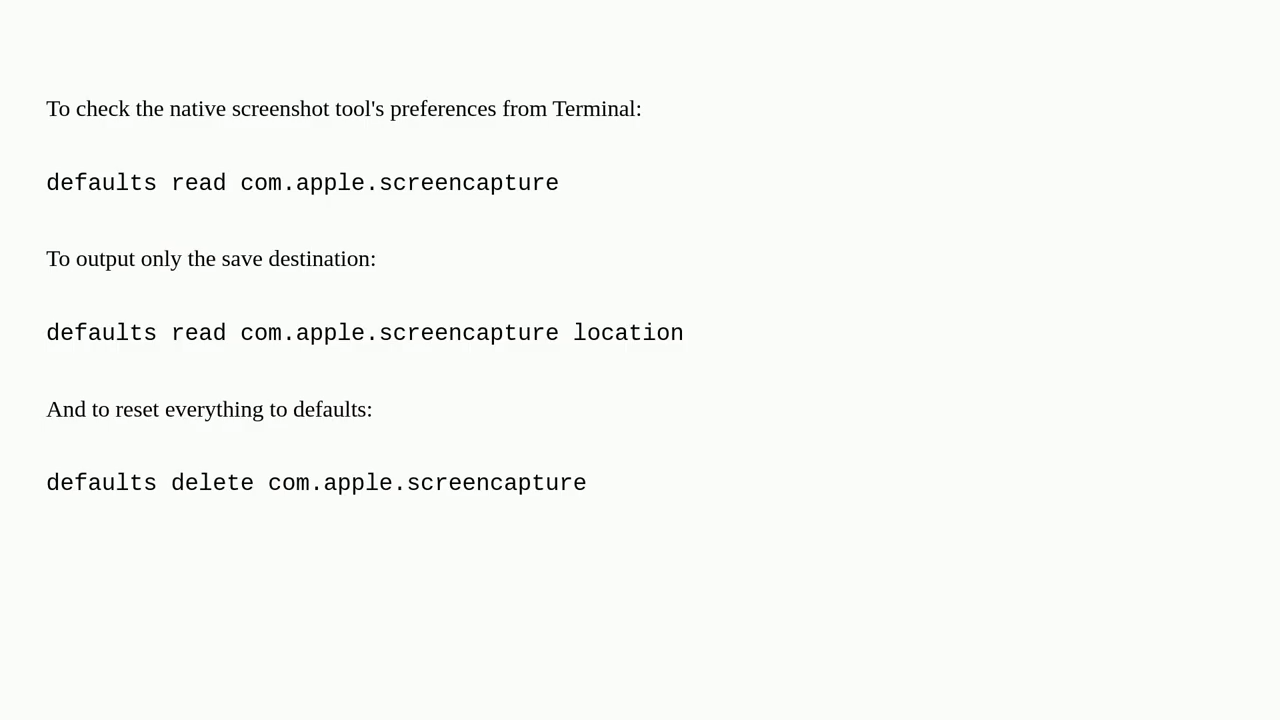 To check the native screenshot tool's preferences from Terminal:
defaults read com.apple.screencapture
To output only the save destination:
defaults read com.apple.screencapture location
And to reset everything to defaults:
defaults delete com.apple.screencapture